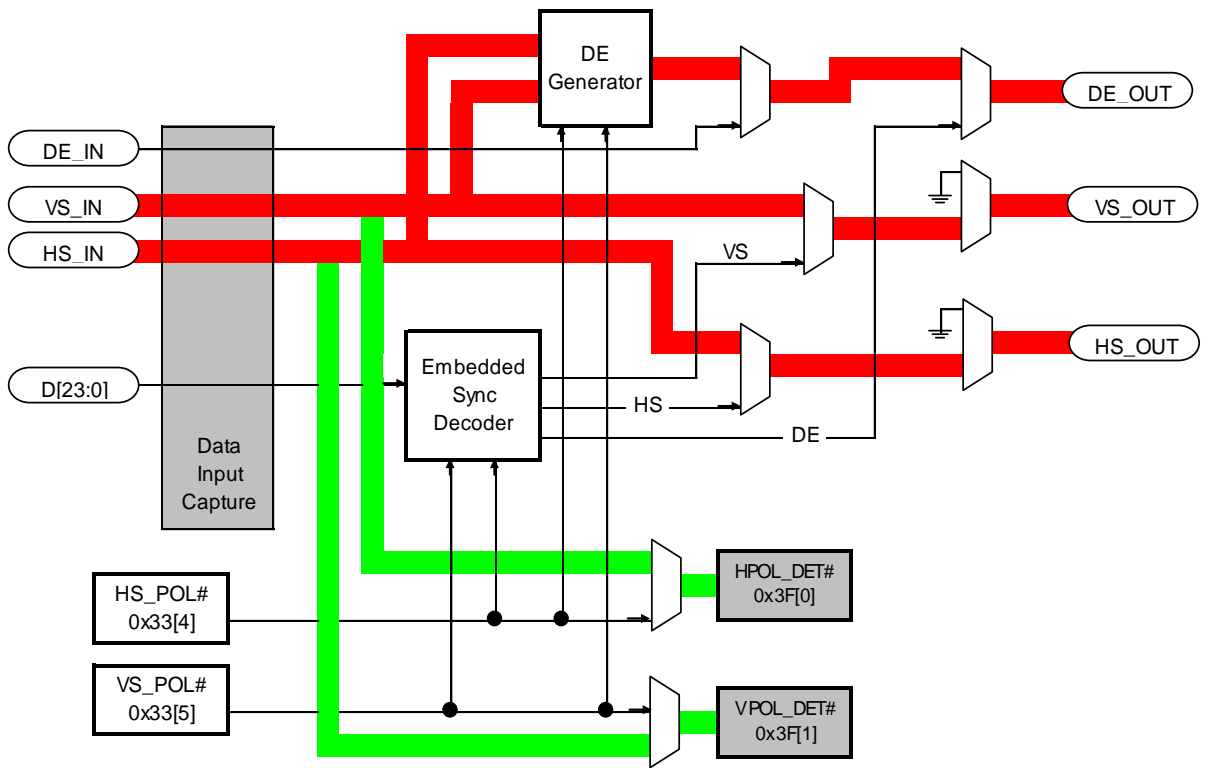 DE
Generator
DE_OUT
DE_IN
VS_IN
VS_OUT
HS_IN
VS
HS_OUT
Embedded
Sync
Decoder
D[23:0]
HS
DE
Data
Input
Capture
HS_POL#
0x33[4]
HPOL_DET#
0x3F[0]
VS_POL#
0x33[5]
VPOL_DET#
0x3F[1]